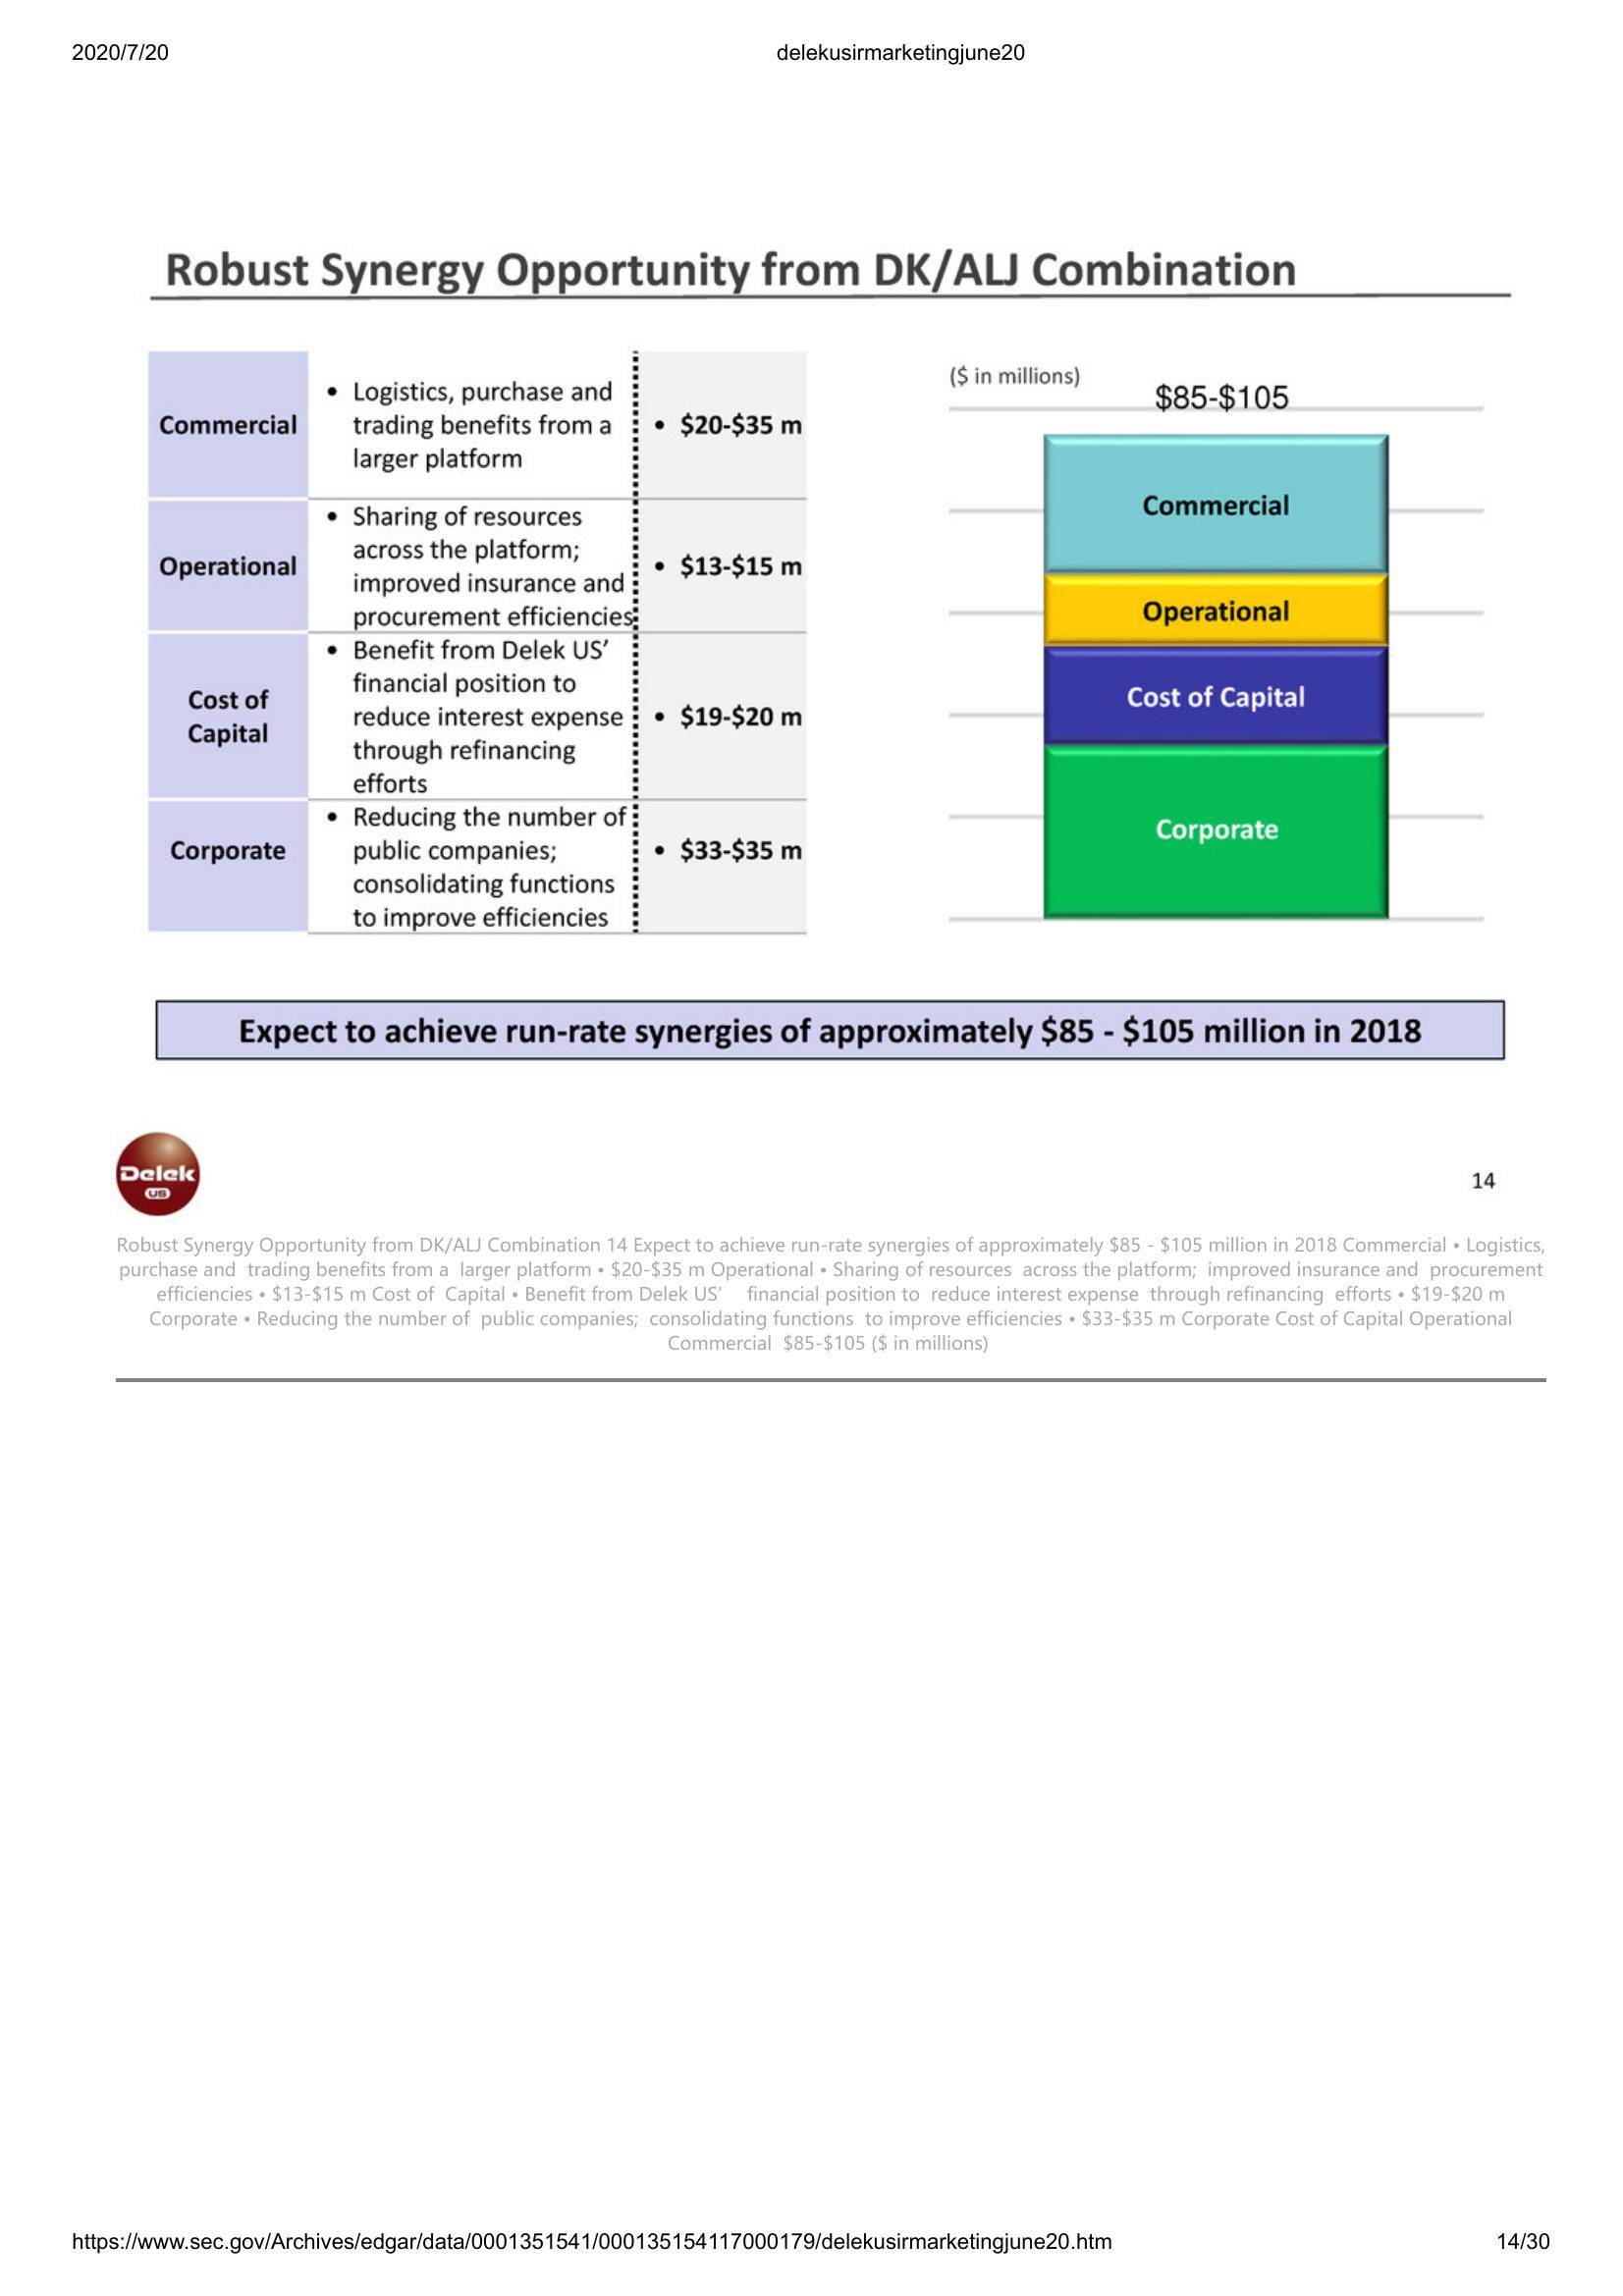 2020/7/20
delekusirmarketingjune20
Robust Synergy Opportunity from DK/ALJ Combination
Commercial
• Logistics, purchase and
trading benefits from a
larger platform
• $20-$35 m
Operational
• Sharing of resources
across the platform;
improved insurance and
procurement efficiencies
• $13-$15 m
Cost of
Capital
• Benefit from Delek US’
financial position to
reduce interest expense
through refinancing
efforts
• $19-$20 m
Corporate
• Reducing the number of
public companies;
consolidating functions
to improve efficiencies
• $33-$35 m
($ in millions)
$85-$105
Commercial
Operational
Cost of Capital
Corporate
Expect to achieve run-rate synergies of approximately $85 - $105 million in 2018
Delek
US
14
Robust Synergy Opportunity from DK/ALJ Combination 14 Expect to achieve run-rate synergies of approximately $85 - $105 million in 2018 Commercial • Logistics,
purchase and trading benefits from a larger platform • $20-$35 m Operational • Sharing of resources across the platform; improved insurance and procurement
efficiencies • $13-$15 m Cost of Capital • Benefit from Delek US’ financial position to reduce interest expense through refinancing efforts • $19-$20 m
Corporate • Reducing the number of public companies; consolidating functions to improve efficiencies • $33-$35 m Corporate Cost of Capital Operational
Commercial $85-$105 ($ in millions)
https://www.sec.gov/Archives/edgar/data/0001351541/000135154117000179/delekusirmarketingjune20.htm
14/30